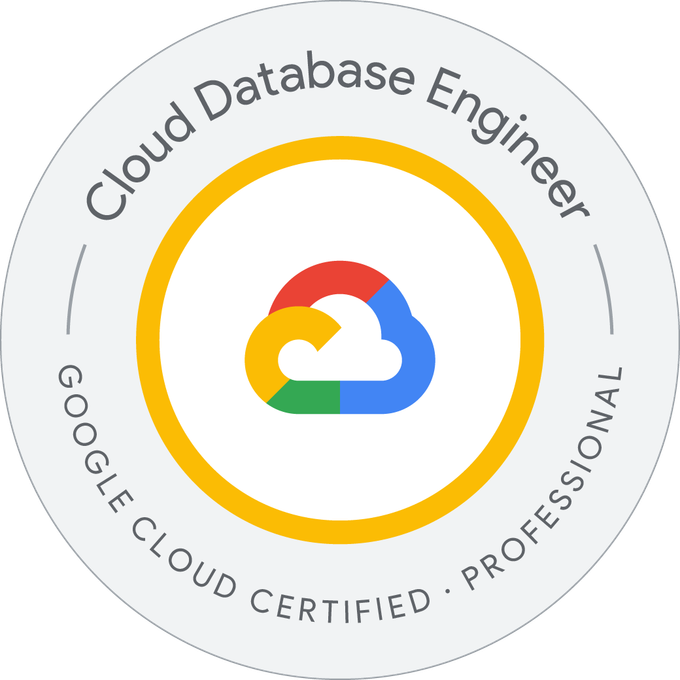 Cloud Database Engineer
GOOGLE CLOUD CERTIFIED · PROFESSIONAL